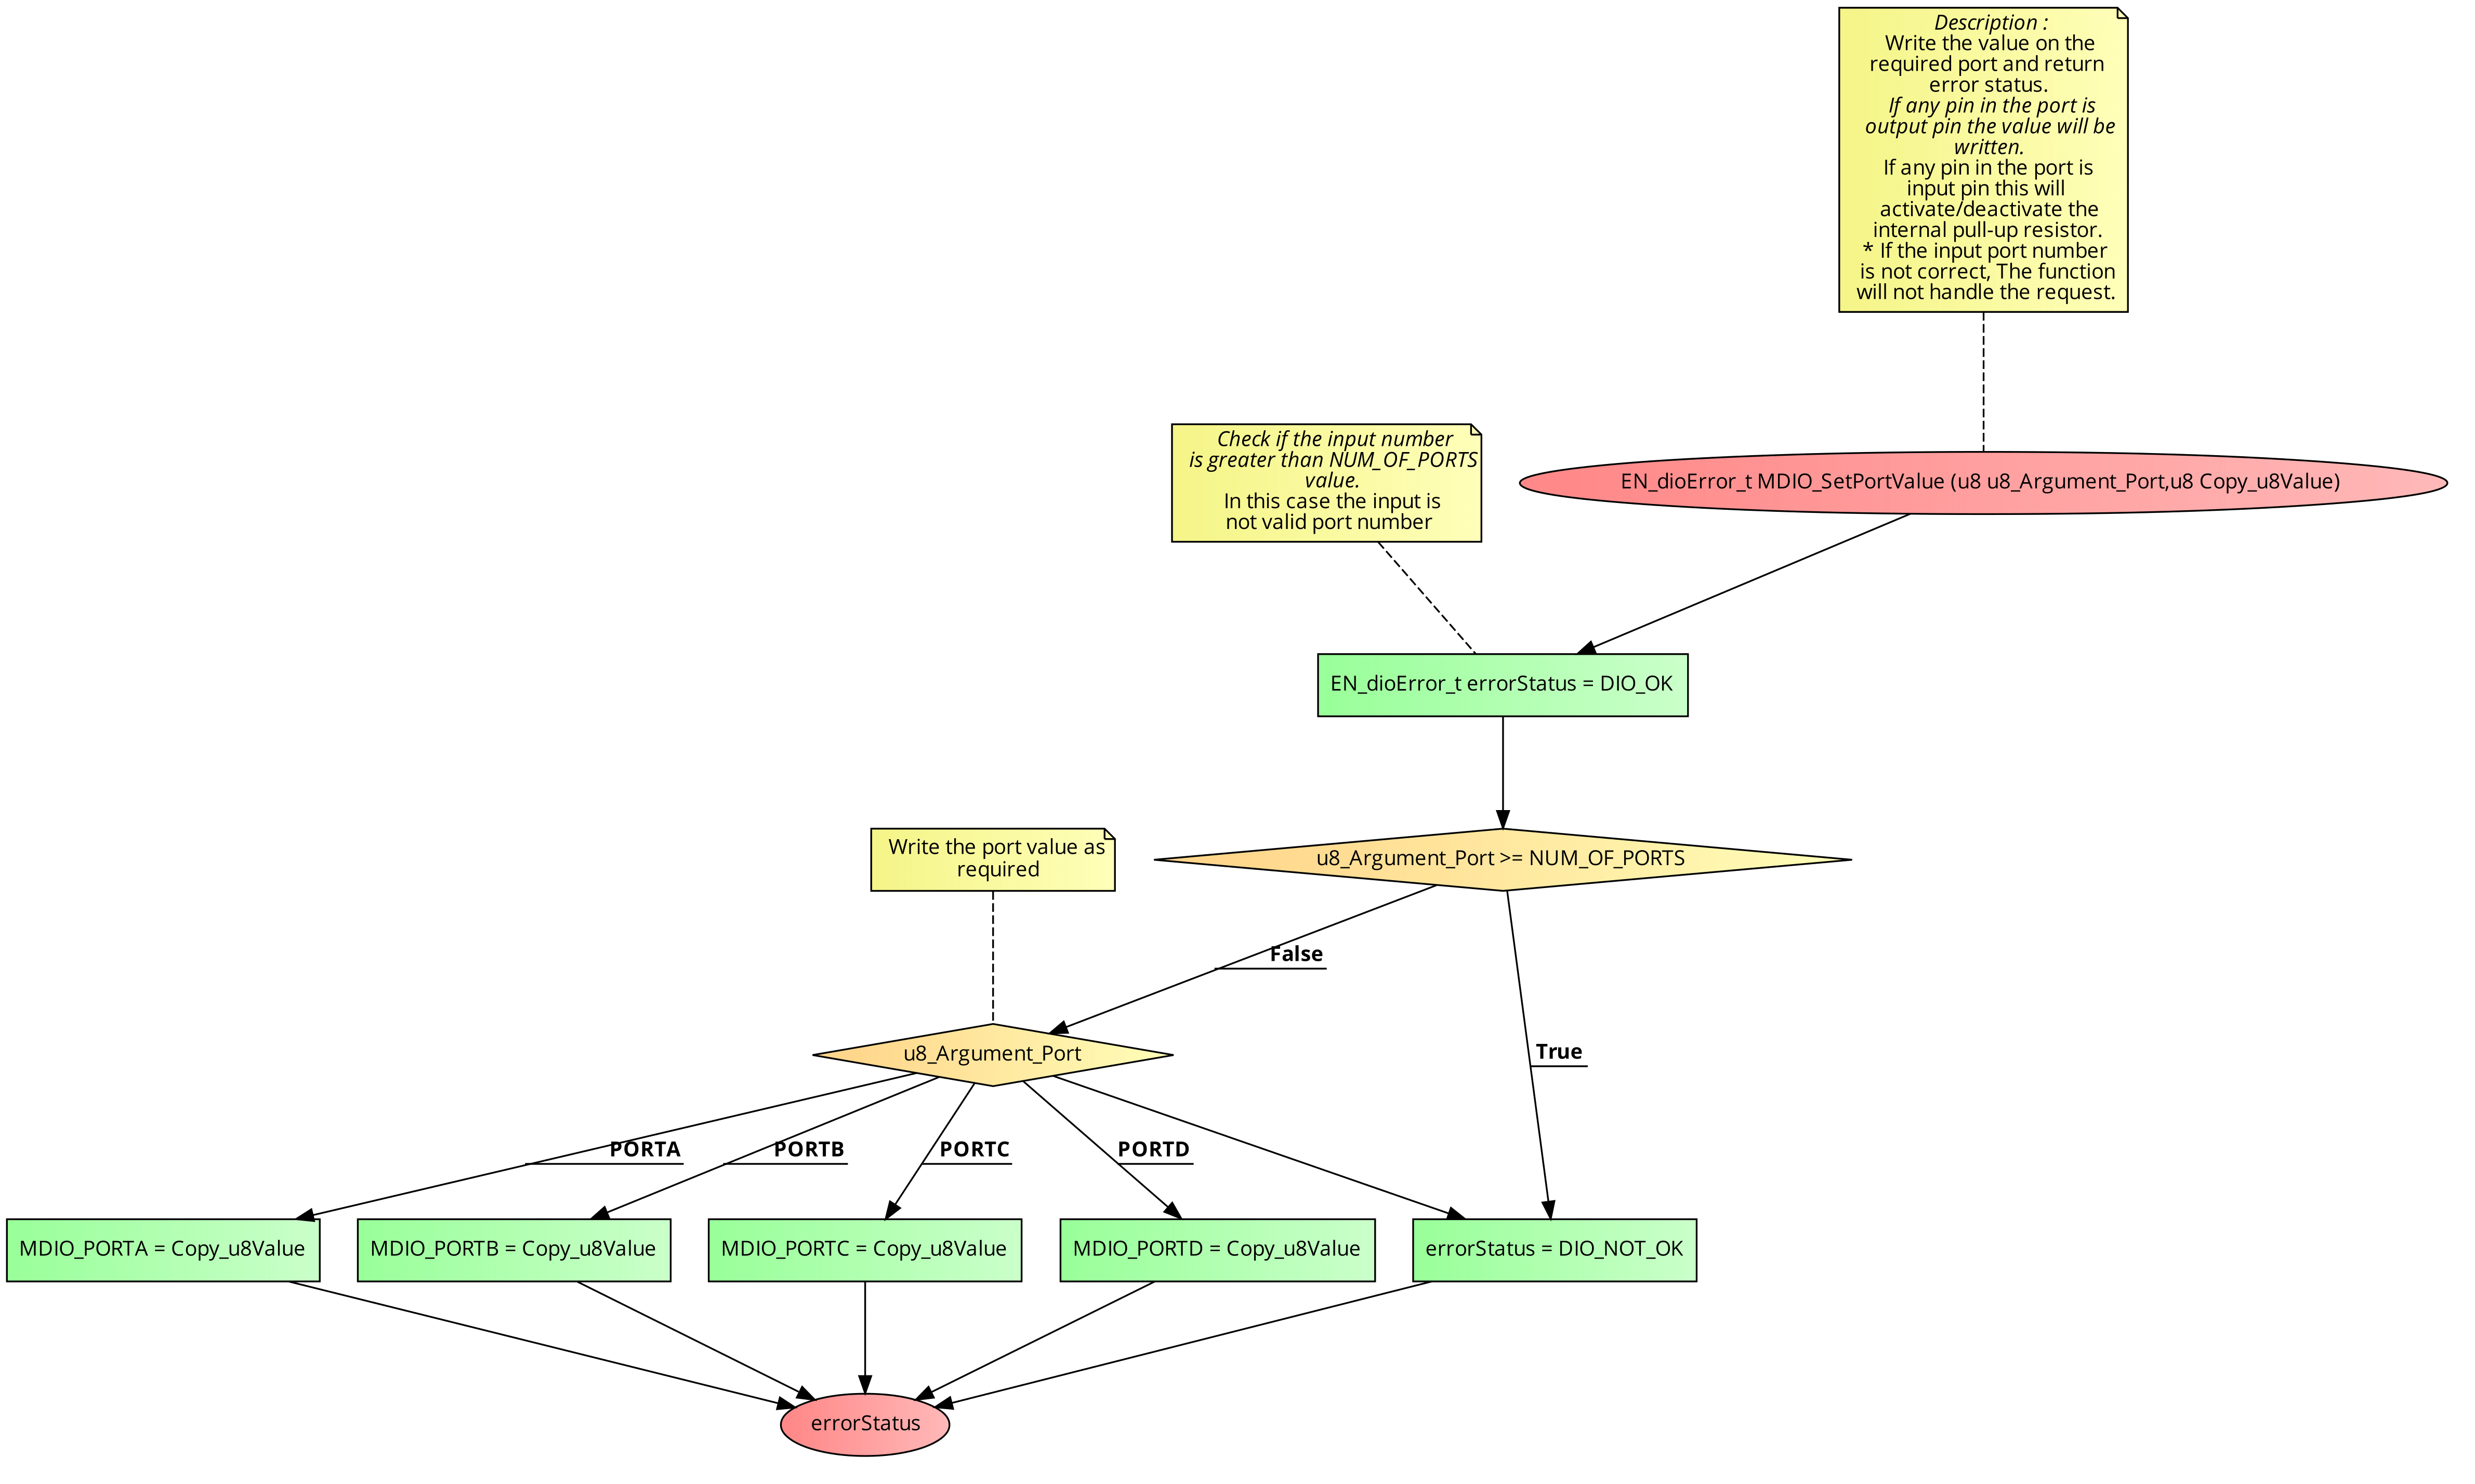 Description :
Write the value on the
required port and return
error status.
If any pin in the port is
output pin the value will be
written.
If any pin in the port is
input pin this will
activate/deactivate the
internal pull-up resistor.
* If the input port number
is not correct, The function
will not handle the request.
Check if the input number
is greater than NUM_OF_PORTS
value.
In this case the input is
not valid port number
EN_dioError_t MDIO_SetPortValue (u8 u8_Argument_Port,u8 Copy_u8Value)
EN_dioError_t errorStatus = DIO_OK
Write the port value as
required
u8_Argument_Port >= NUM_OF_PORTS
False
True
u8_Argument_Port
PORTA
PORTB
PORTC
PORTD
MDIO_PORTA = Copy_u8Value
MDIO_PORTB = Copy_u8Value
MDIO_PORTC = Copy_u8Value
MDIO_PORTD = Copy_u8Value
errorStatus = DIO_NOT_OK
errorStatus